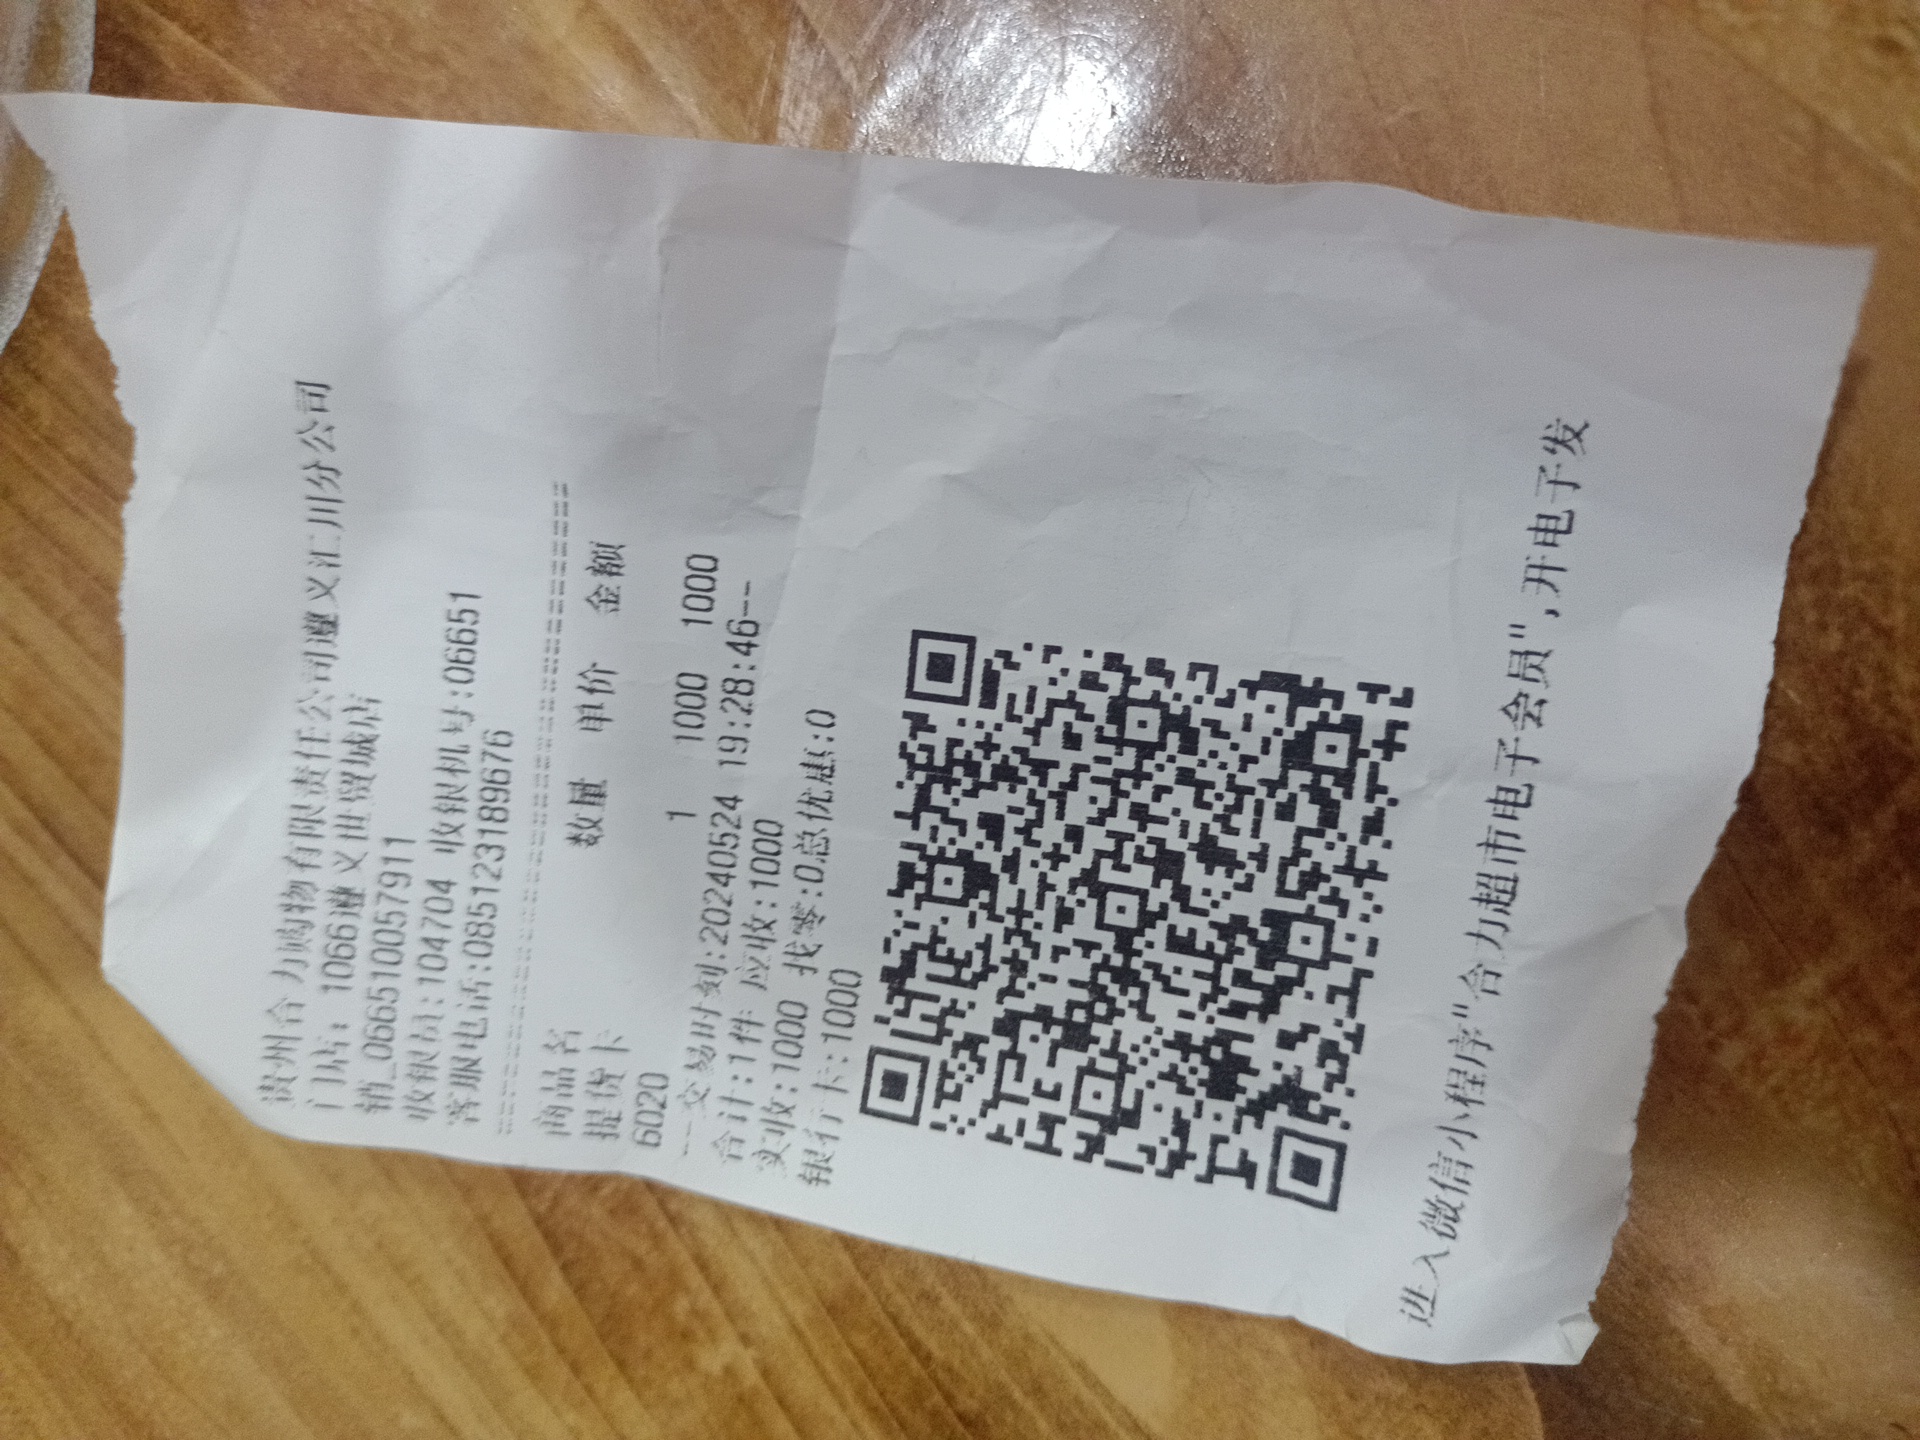 贵州合力购物有限责任公司遵义汇川分公司
门店: 1066遵义世贸城店
销_066510057911
收银员:104704 收银机号:06651
客服电话:085123189676
商品名 数量 单价 金额
提货卡
6020 1 1000 1000
---交易时刻:20240524 19:28:46--
合计:1件 应收:1000
实收:1000 找零:0总优惠:0
银行卡:1000
进入微信小程序"合力超市电子会员",开电子发